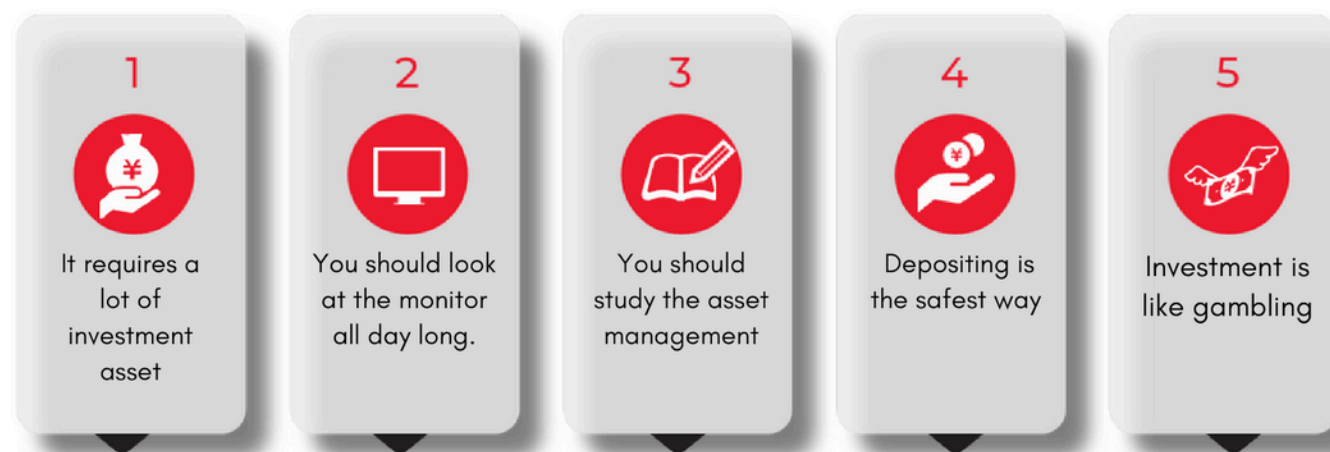 1
It requires a
lot of
investment
asset
2
You should look
at the monitor
all day long.
3
You should
study the asset
management
4
Depositing is
the safest way
5
Investment is
like gambling